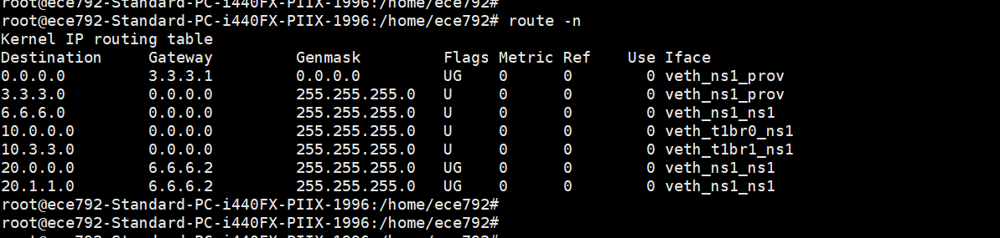 root@ece792-Standard-PC-i440FX-PIIX-1996:/home/ece792#
root@ece792-Standard-PC-i440FX-PIIX-1996:/home/ece792# route -n
Kernel IP routing table
Destination     Gateway         Genmask         Flags Metric Ref    Use Iface
0.0.0.0         3.3.3.1         0.0.0.0         UG    0      0        0 veth_ns1_prov
3.3.3.0         0.0.0.0         255.255.255.0   U     0      0        0 veth_ns1_prov
6.6.6.0         0.0.0.0         255.255.255.0   U     0      0        0 veth_ns1_ns1
10.0.0.0        0.0.0.0         255.255.255.0   U     0      0        0 veth_t1br0_ns1
10.3.3.0        0.0.0.0         255.255.255.0   U     0      0        0 veth_t1br1_ns1
20.0.0.0        6.6.6.2         255.255.255.0   UG    0      0        0 veth_ns1_ns1
20.1.1.0        6.6.6.2         255.255.255.0   UG    0      0        0 veth_ns1_ns1
root@ece792-Standard-PC-i440FX-PIIX-1996:/home/ece792#
root@ece792-Standard-PC-i440FX-PIIX-1996:/home/ece792#